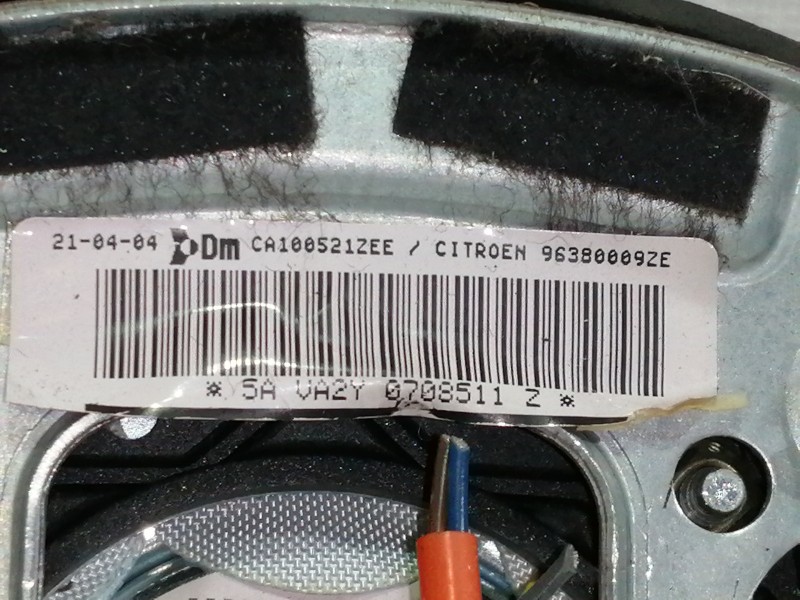 21-04-04 Dm CA100521ZEE / CITROEN 96380009ZE
* 5A VA2Y 0708511 Z *